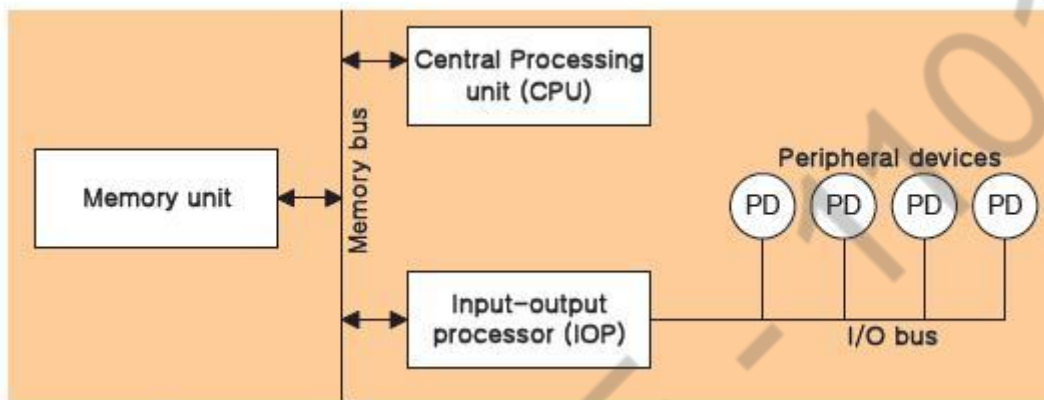 Central Processing
unit (CPU)
Memory bus
Memory unit
Peripheral devices
PD PD PD PD
Input-output
processor (IOP)
I/O bus